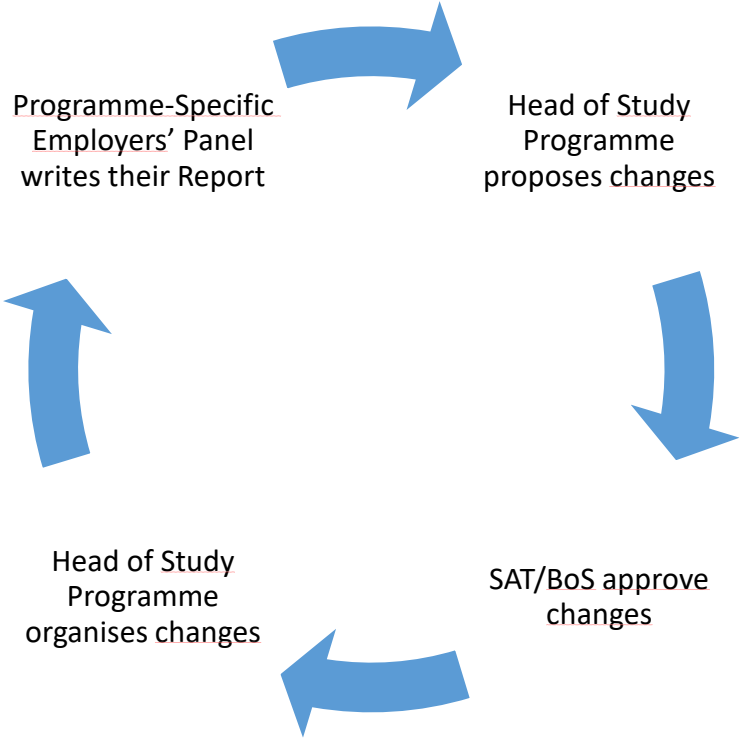 Programme-Specific
Employers’ Panel
writes their Report
Head of Study
Programme
proposes changes
SAT/BoS approve
changes
Head of Study
Programme
organises changes